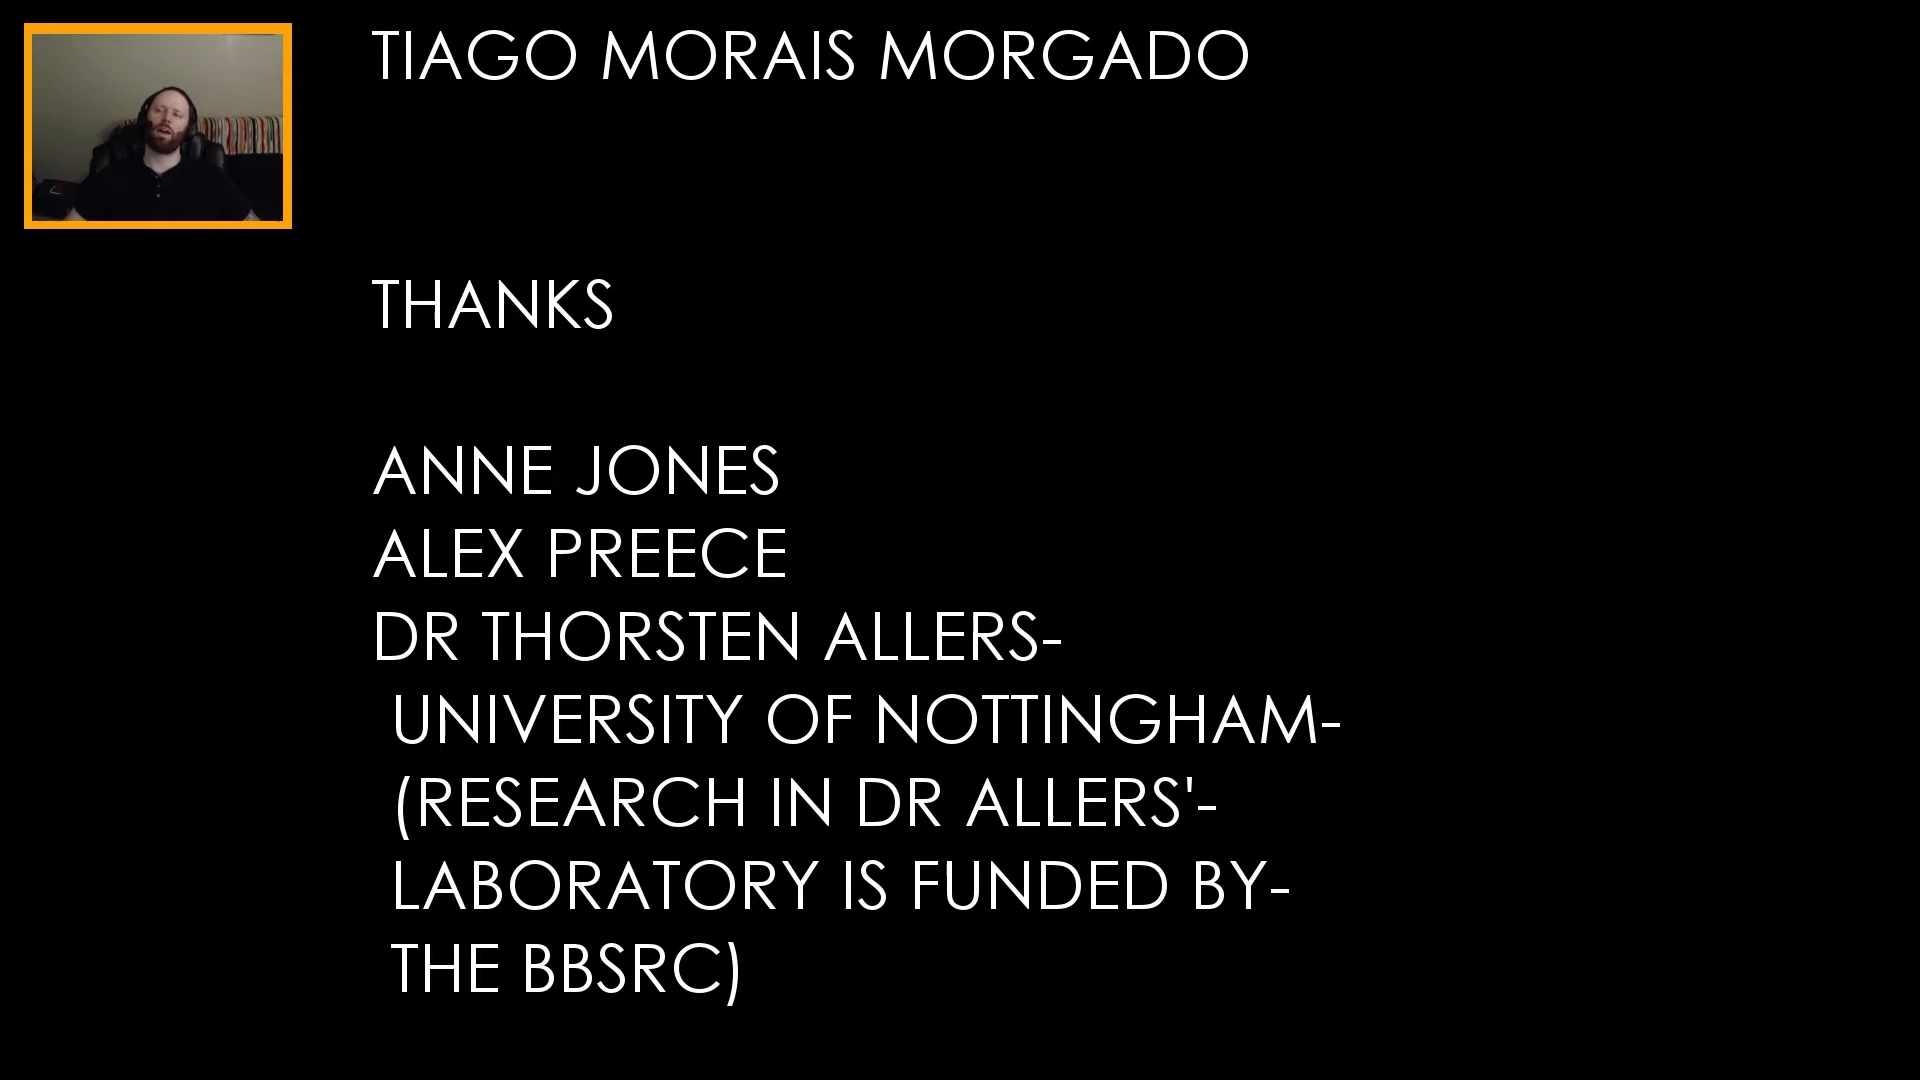 TIAGO MORAIS MORGADO
THANKS
ANNE JONES
ALEX PREECE
DR THORSTEN ALLERS-
UNIVERSITY OF NOTTINGHAM-
(RESEARCH IN DR ALLERS'-
LABORATORY IS FUNDED BY-
THE BBSRC)